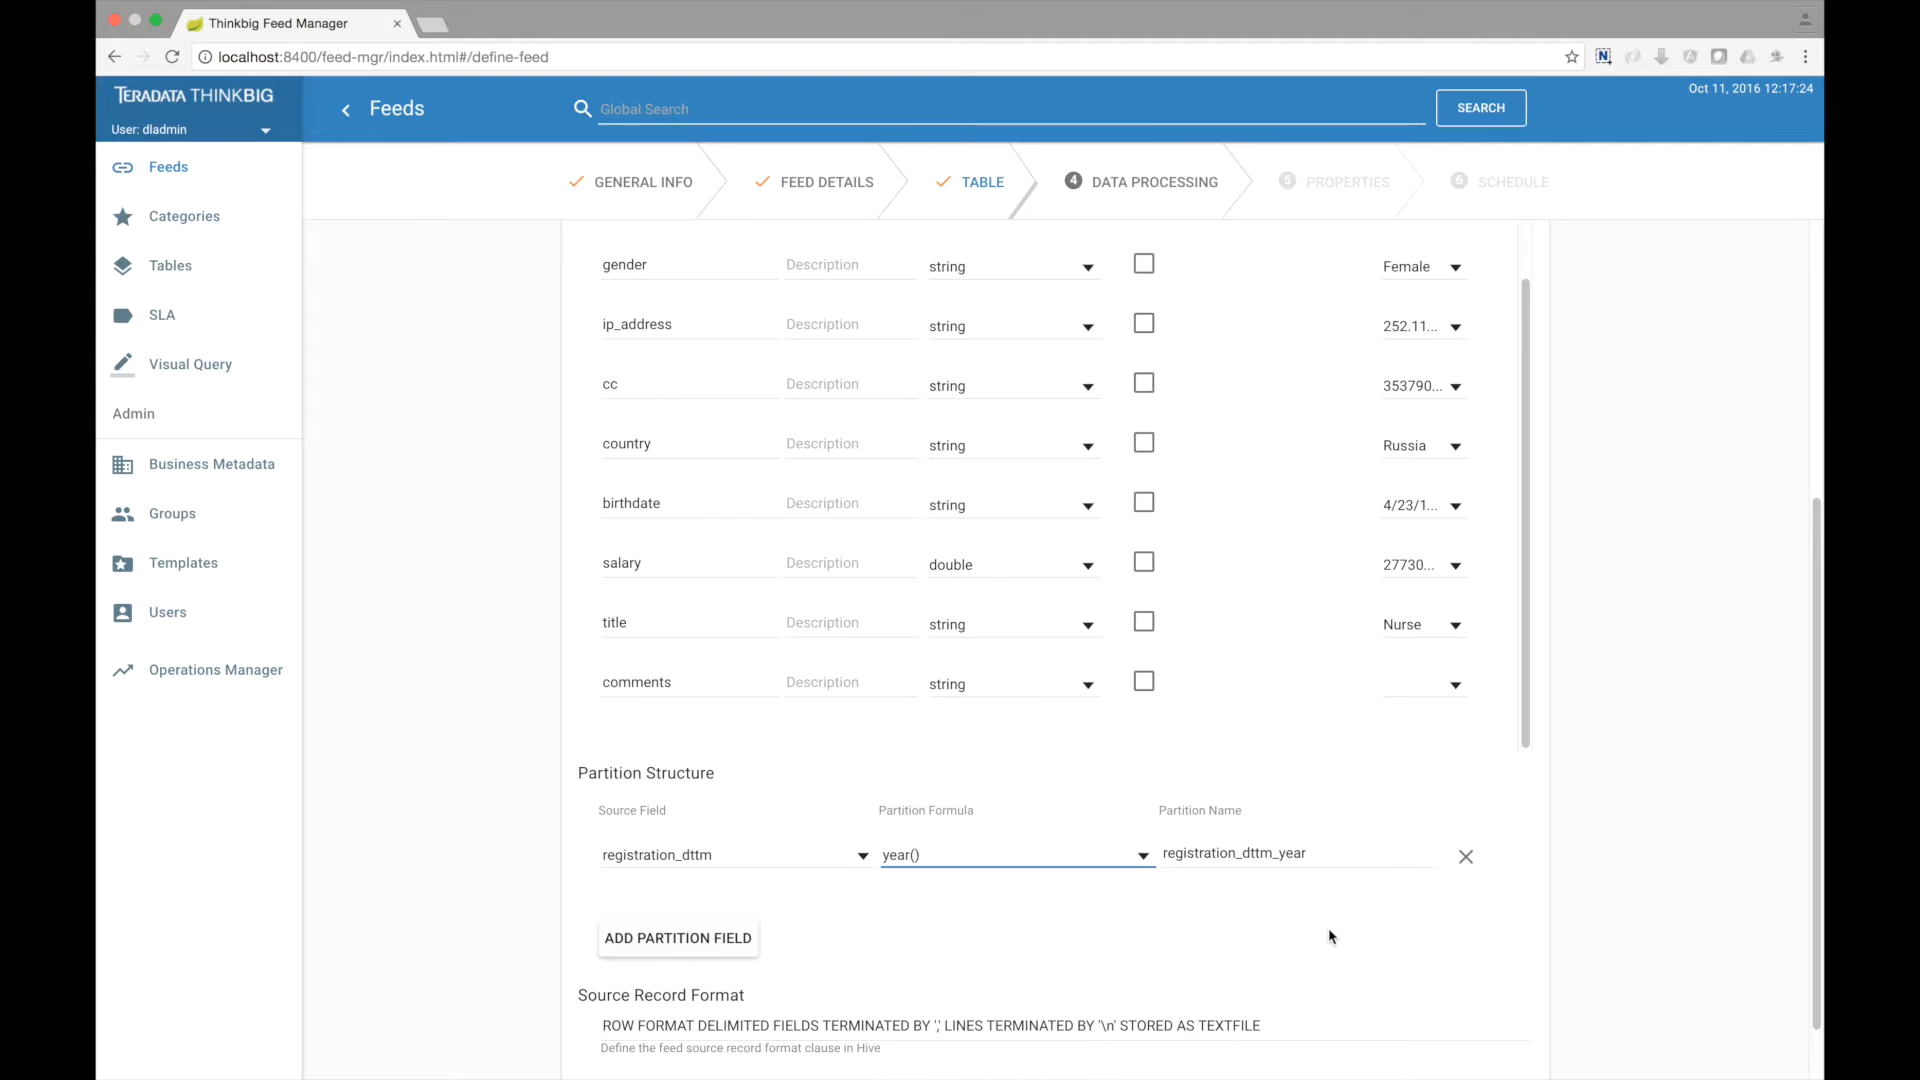 Thinkbig Feed Manager
localhost:8400/feed-mgr/index.html#/define-feed
TERADATA THINKBIG
User: dladmin
Feeds
Global Search
SEARCH
Oct 11, 2016 12:17:24
GENERAL INFO
FEED DETAILS
TABLE
4 DATA PROCESSING
5 PROPERTIES
6 SCHEDULE
Feeds
Categories
Tables
SLA
Visual Query
Admin
Business Metadata
Groups
Templates
Users
Operations Manager
gender Description string Female
ip_address Description string 252.11...
cc Description string 353790...
country Description string Russia
birthdate Description string 4/23/1...
salary Description double 27730...
title Description string Nurse
comments Description string
Partition Structure
Source Field Partition Formula Partition Name
registration_dttm year() registration_dttm_year
ADD PARTITION FIELD
Source Record Format
ROW FORMAT DELIMITED FIELDS TERMINATED BY ',' LINES TERMINATED BY '\n' STORED AS TEXTFILE
Define the feed source record format clause in Hive